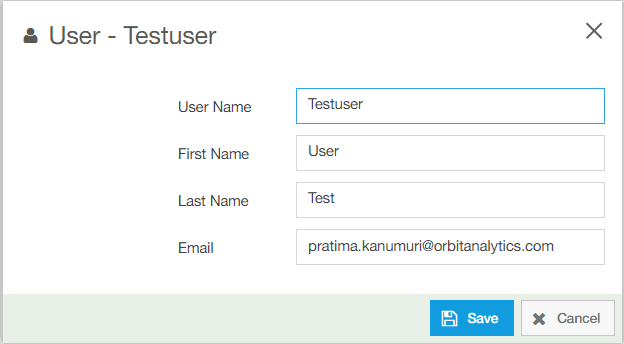 User - Testuser
User Name Testuser
First Name User
Last Name Test
Email pratima.kanumuri@orbitanalytics.com
Save Cancel